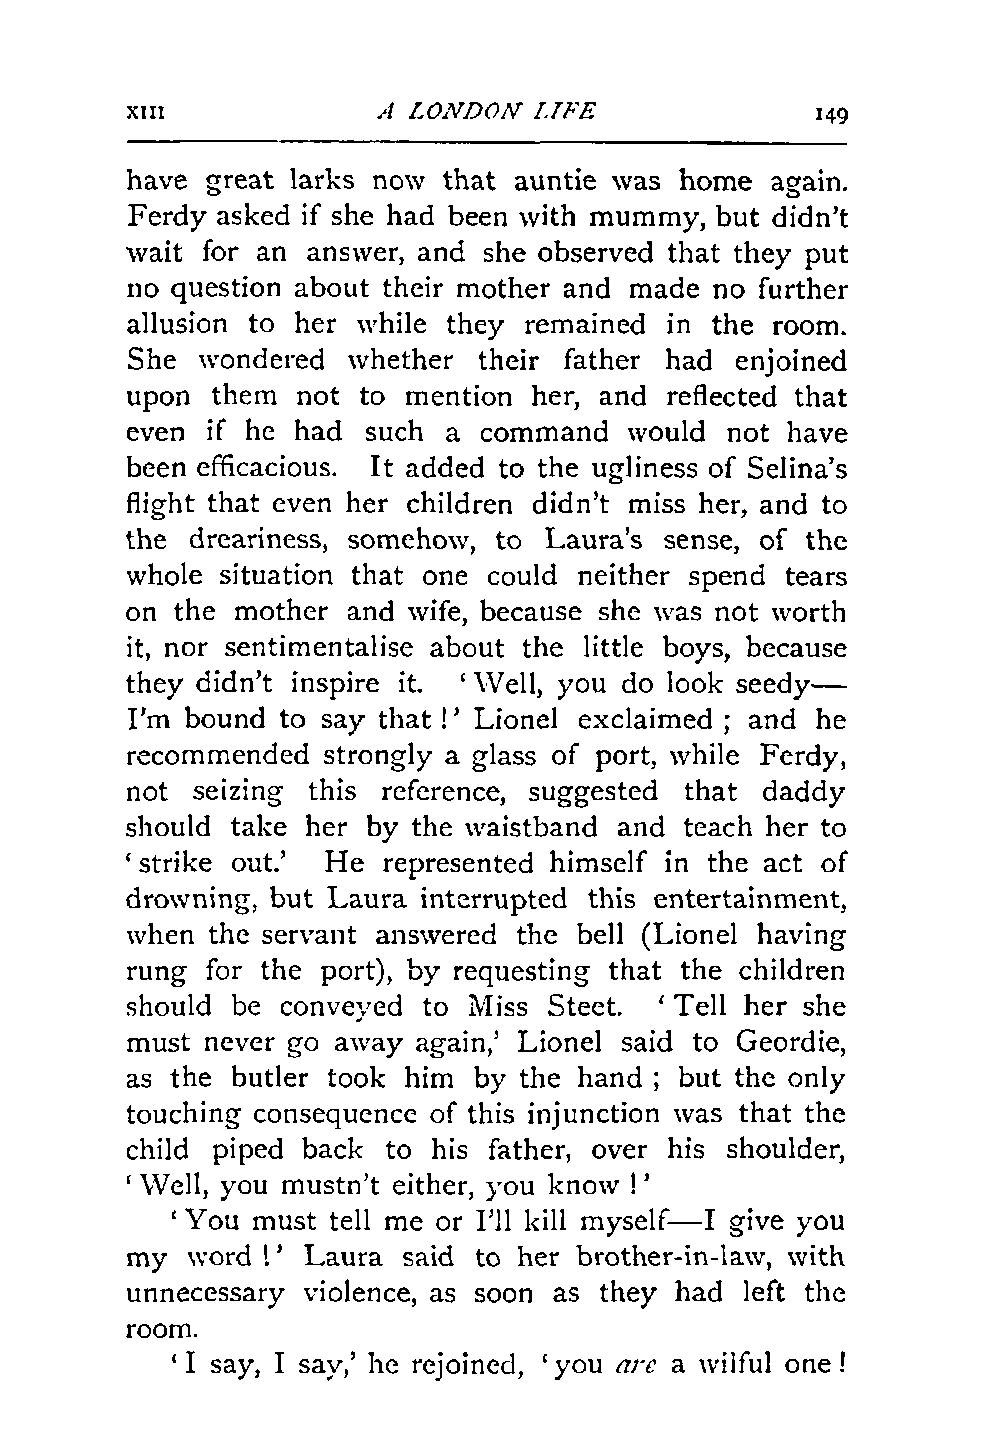 XIII A LONDON LIFE 149
have great larks now that auntie was home again.
Ferdy asked if she had been with mummy, but didn't
wait for an answer, and she observed that they put
no question about their mother and made no further
allusion to her while they remained in the room.
She wondered whether their father had enjoined
upon them not to mention her, and reflected that
even if he had such a command would not have
been efficacious. It added to the ugliness of Selina's
flight that even her children didn't miss her, and to
the dreariness, somehow, to Laura's sense, of the
whole situation that one could neither spend tears
on the mother and wife, because she was not worth
it, nor sentimentalise about the little boys, because
they didn't inspire it. ‘Well, you do look seedy—
I'm bound to say that!’ Lionel exclaimed; and he
recommended strongly a glass of port, while Ferdy,
not seizing this reference, suggested that daddy
should take her by the waistband and teach her to
‘strike out.’ He represented himself in the act of
drowning, but Laura interrupted this entertainment,
when the servant answered the bell (Lionel having
rung for the port), by requesting that the children
should be conveyed to Miss Steet. ‘Tell her she
must never go away again,’ Lionel said to Geordie,
as the butler took him by the hand; but the only
touching consequence of this injunction was that the
child piped back to his father, over his shoulder,
‘Well, you mustn't either, you know!’
‘You must tell me or I'll kill myself—I give you
my word!’ Laura said to her brother-in-law, with
unnecessary violence, as soon as they had left the
room.
‘I say, I say,’ he rejoined, ‘you are a wilful one!